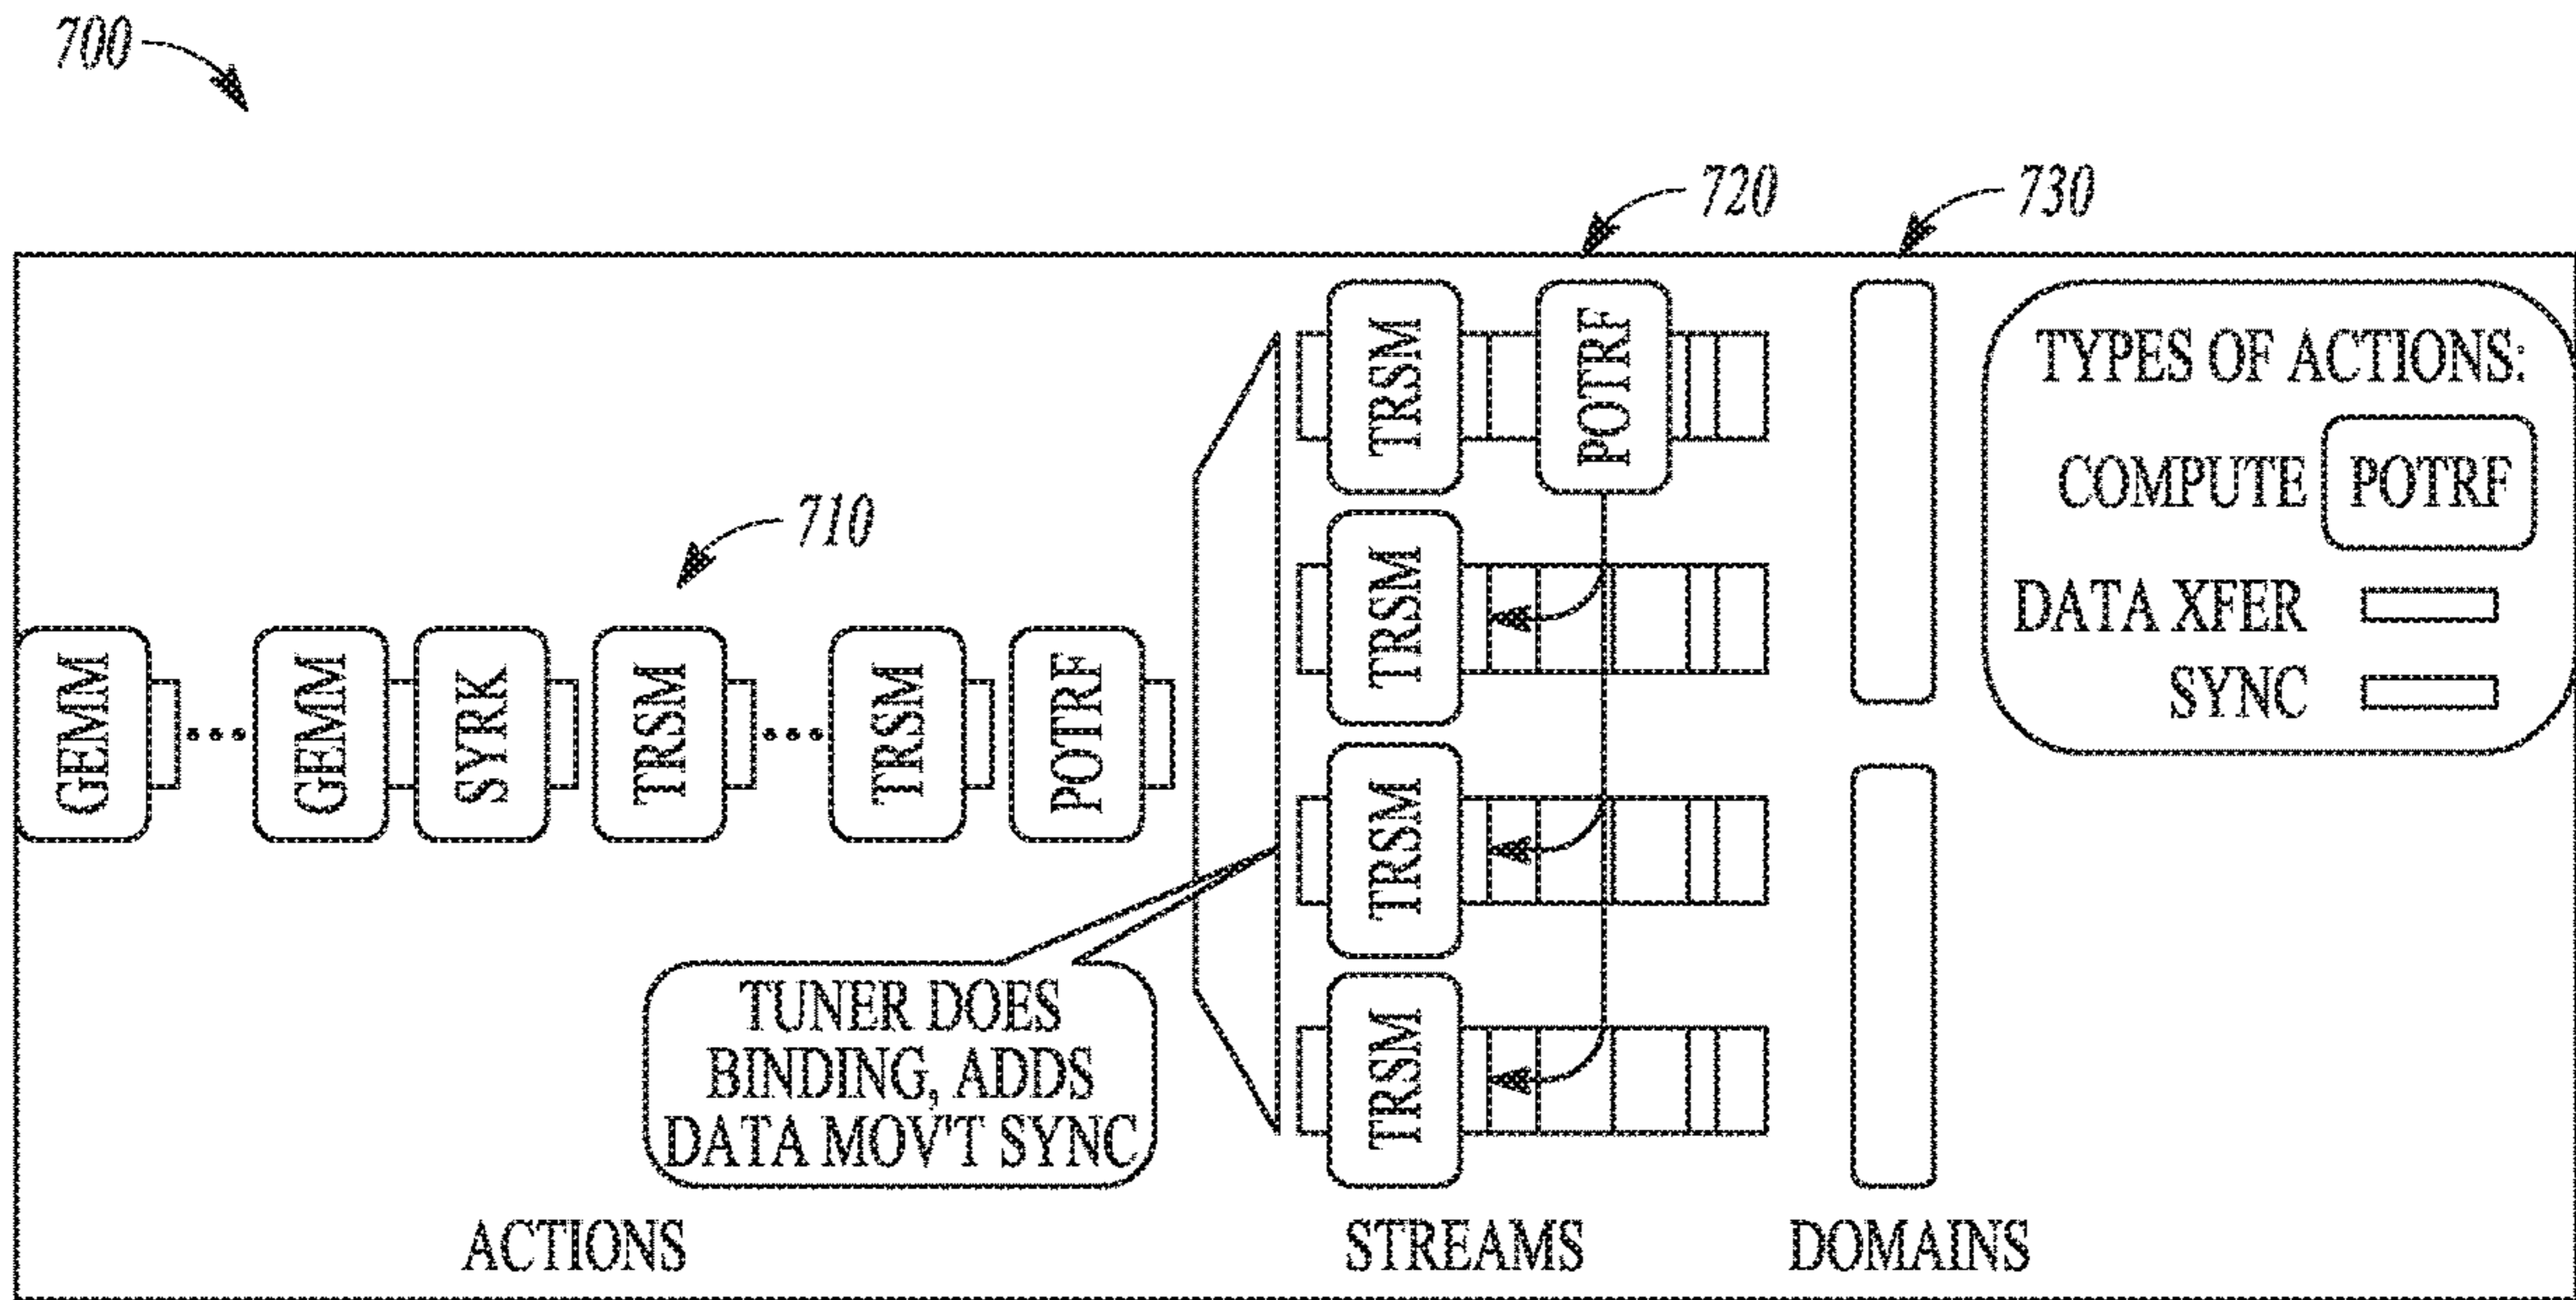 700
720
730
710
GEMM
GEMM
SYRK
TRSM
TRSM
POTRF
TRSM
POTRF
TRSM
TRSM
TRSM
TUNER DOES
BINDING, ADDS
DATA MOV'T SYNC
TYPES OF ACTIONS:
COMPUTE POTRF
DATA XFER
SYNC
ACTIONS
STREAMS
DOMAINS